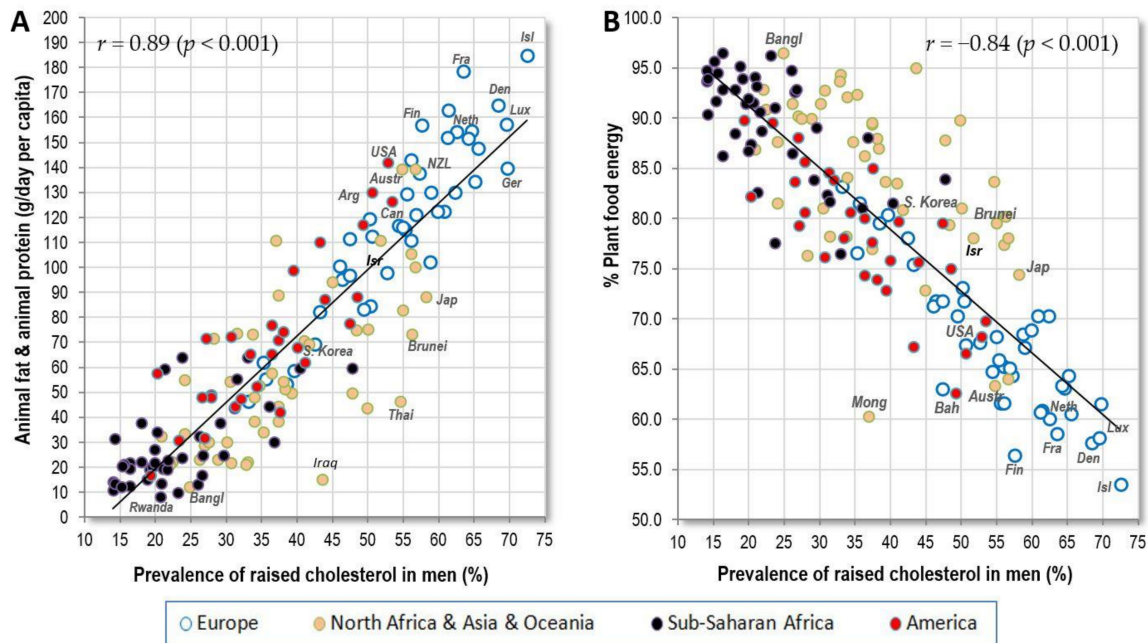 A
r = 0.89 (p < 0.001)
Animal fat & animal protein (g/day per capita)
200
190
180
170
160
150
140
130
120
110
100
90
80
70
60
50
40
30
20
10
0
Isl
Fra
Den
Lux
Fin
Neth
USA
NZL
Austr
Ger
Arg
Can
Isr
Jap
Brunei
S. Korea
Thai
Iraq
Bangl
Rwanda
10 15 20 25 30 35 40 45 50 55 60 65 70 75
Prevalence of raised cholesterol in men (%)
B
r = −0.84 (p < 0.001)
% Plant food energy
100.0
95.0
90.0
85.0
80.0
75.0
70.0
65.0
60.0
55.0
50.0
Bangl
S. Korea
Brunei
Isr
Jap
USA
Mong
Bah
Austr
Neth
Lux
Fra
Den
Fin
Isl
10 15 20 25 30 35 40 45 50 55 60 65 70 75
Prevalence of raised cholesterol in men (%)
Europe North Africa & Asia & Oceania Sub-Saharan Africa America